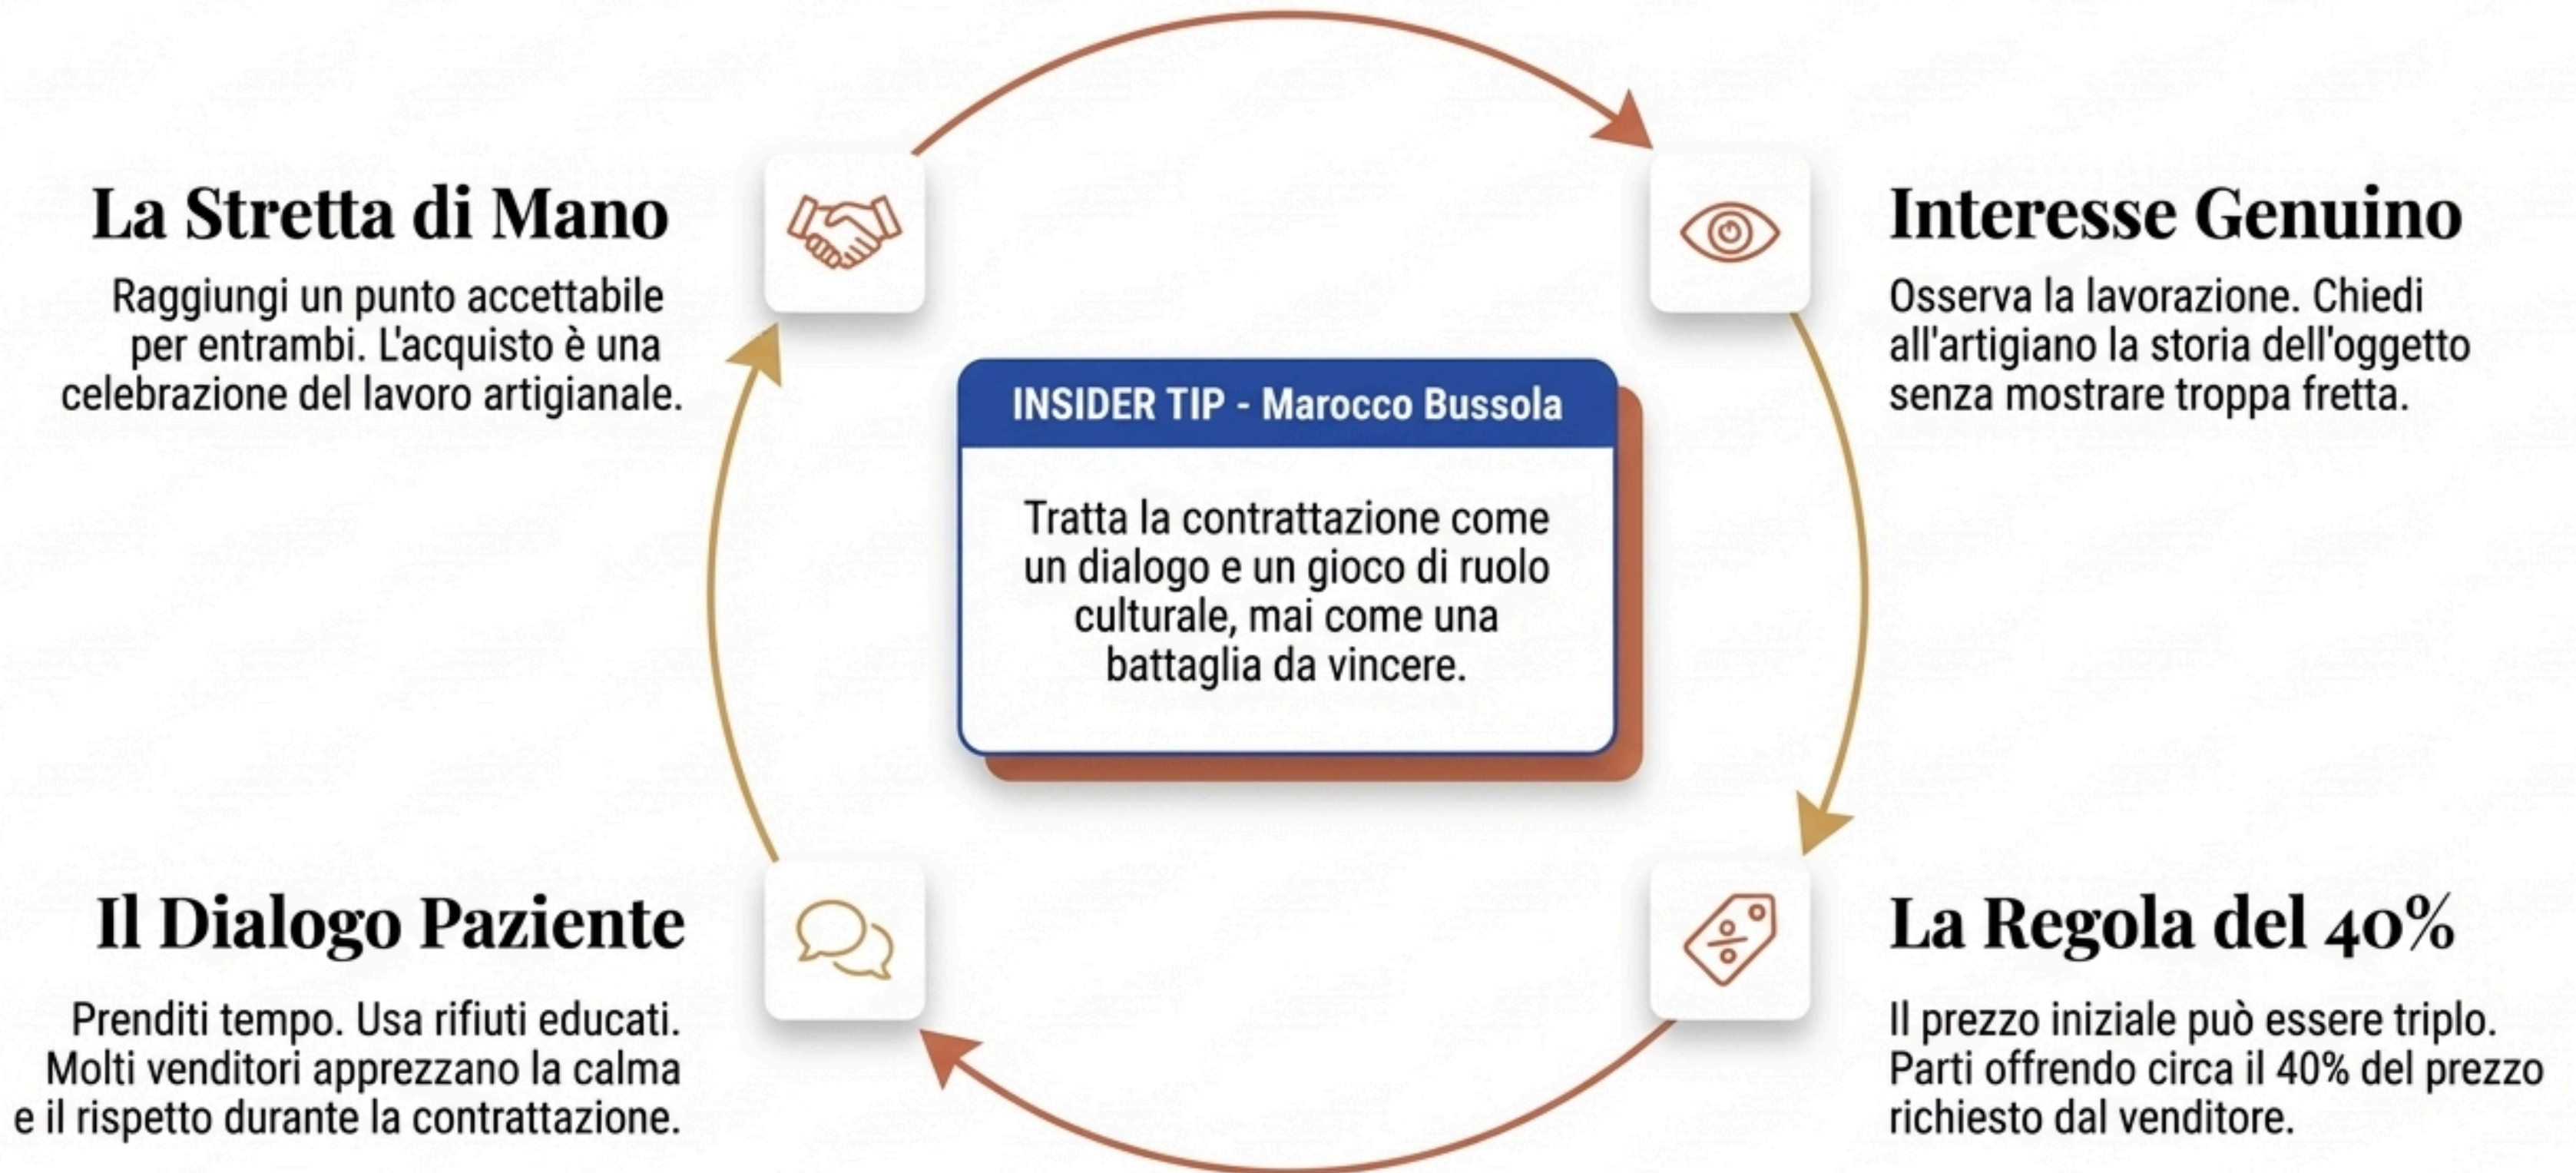 La Stretta di Mano
Raggiungi un punto accettabile
per entrambi. L'acquisto è una
celebrazione del lavoro artigianale.
Interesse Genuino
Osserva la lavorazione. Chiedi
all'artigiano la storia dell'oggetto
senza mostrare troppa fretta.
INSIDER TIP - Marocco Bussola
Tratta la contrattazione come
un dialogo e un gioco di ruolo
culturale, mai come una
battaglia da vincere.
Il Dialogo Paziente
Prenditi tempo. Usa rifiuti educati.
Molti venditori apprezzano la calma
e il rispetto durante la contrattazione.
La Regola del 40%
Il prezzo iniziale può essere triplo.
Parti offrendo circa il 40% del prezzo
richiesto dal venditore.